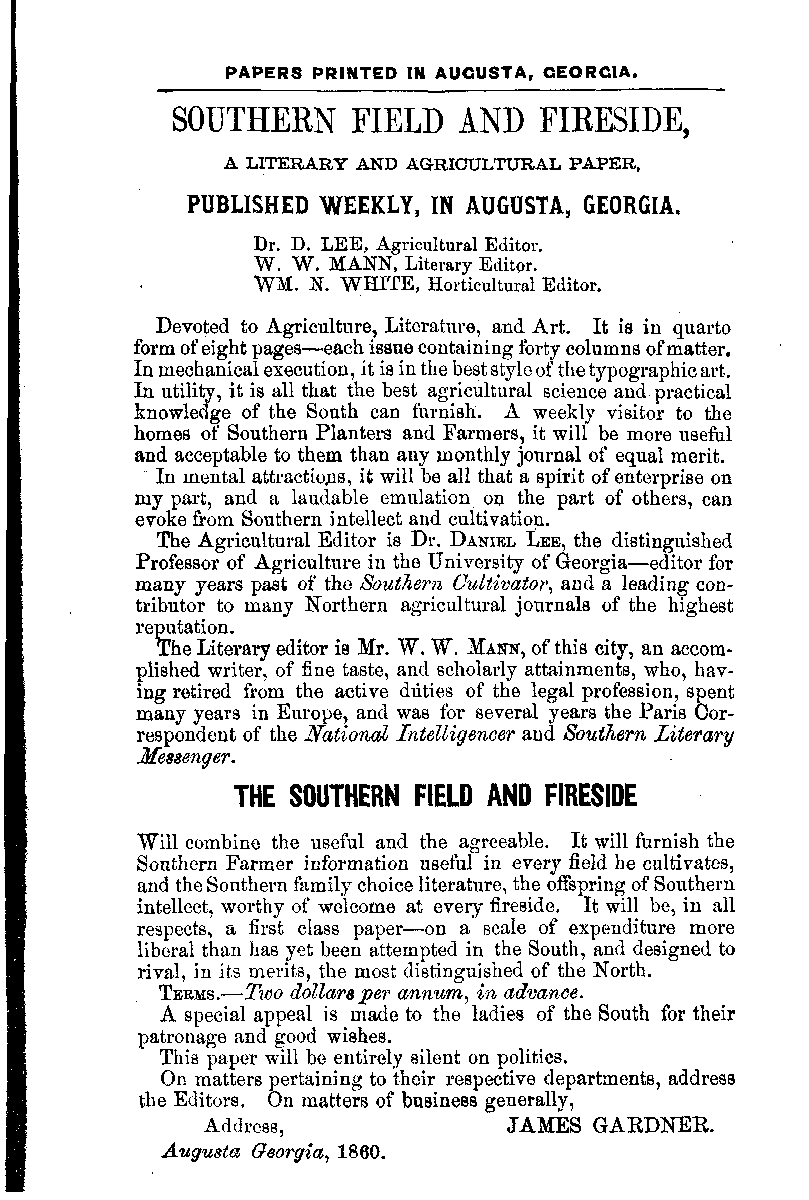 PAPERS PRINTED IN AUGUSTA, GEORGIA.
SOUTHERN FIELD AND FIRESIDE,
A LITERARY AND AGRICULTURAL PAPER,
PUBLISHED WEEKLY, IN AUGUSTA, GEORGIA.
Dr. D. LEE, Agricultural Editor.
W. W. MANN, Literary Editor.
WM. N. WHITE, Horticultural Editor.
Devoted to Agriculture, Literature, and Art. It is in quarto
form of eight pages—each issue containing forty columns of matter.
In mechanical execution, it is in the best style of the typographic art.
In utility, it is all that the best agricultural science and practical
knowledge of the South can furnish. A weekly visitor to the
homes of Southern Planters and Farmers, it will be more useful
and acceptable to them than any monthly journal of equal merit.
In mental attractions, it will be all that a spirit of enterprise on
my part, and a laudable emulation on the part of others, can
evoke from Southern intellect and cultivation.
The Agricultural Editor is Dr. DANIEL LEE, the distinguished
Professor of Agriculture in the University of Georgia—editor for
many years past of the Southern Cultivator, and a leading con-
tributor to many Northern agricultural journals of the highest
reputation.
The Literary editor is Mr. W. W. MANN, of this city, an accom-
plished writer, of fine taste, and scholarly attainments, who, hav-
ing retired from the active duties of the legal profession, spent
many years in Europe, and was for several years the Paris Cor-
respondent of the National Intelligencer and Southern Literary
Messenger.
THE SOUTHERN FIELD AND FIRESIDE
Will combine the useful and the agreeable. It will furnish the
Southern Farmer information useful in every field he cultivates,
and the Southern family choice literature, the offspring of Southern
intellect, worthy of welcome at every fireside. It will be, in all
respects, a first class paper—on a scale of expenditure more
liberal than has yet been attempted in the South, and designed to
rival, in its merits, the most distinguished of the North.
TERMS.—Two dollars per annum, in advance.
A special appeal is made to the ladies of the South for their
patronage and good wishes.
This paper will be entirely silent on politics.
On matters pertaining to their respective departments, address
the Editors. On matters of business generally,
Address, JAMES GARDNER.
Augusta Georgia, 1860.